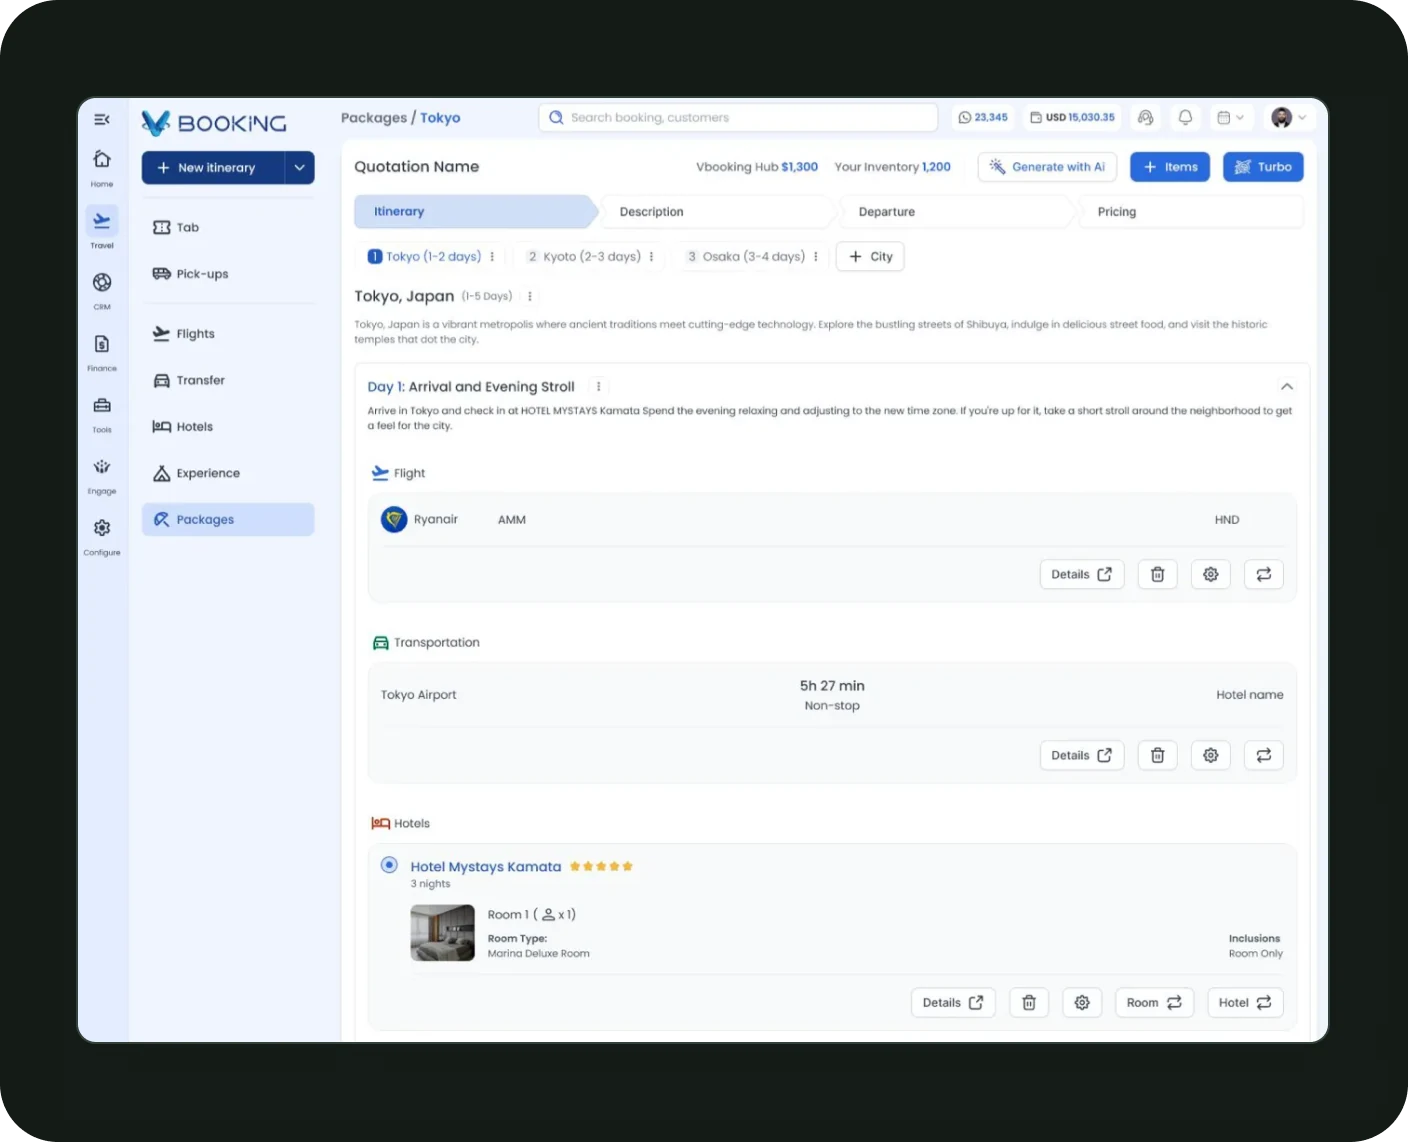 BOOKING
Packages / Tokyo
Search booking, customers
23,345
USD 15,030.35
Home
Travel
CRM
Finance
Tools
Engage
Configure
New itinerary
Tab
Pick-ups
Flights
Transfer
Hotels
Experience
Packages
Quotation Name
Vbooking Hub $1,300
Your Inventory 1,200
Generate with Ai
Items
Turbo
Itinerary
Description
Departure
Pricing
1 Tokyo (1-2 days)
2 Kyoto (2-3 days)
3 Osaka (3-4 days)
City
Tokyo, Japan (1-5 Days)
Tokyo, Japan is a vibrant metropolis where ancient traditions meet cutting-edge technology. Explore the bustling streets of Shibuya, indulge in delicious street food, and visit the historic
temples that dot the city.
Day 1: Arrival and Evening Stroll
Arrive in Tokyo and check in at HOTEL MYSTAYS Kamata Spend the evening relaxing and adjusting to the new time zone. If you're up for it, take a short stroll around the neighborhood to get
a feel for the city.
Flight
Ryanair
AMM
HND
Details
Transportation
Tokyo Airport
5h 27 min
Non-stop
Hotel name
Details
Hotels
Hotel Mystays Kamata
3 nights
Room 1 ( x 1)
Room Type:
Marina Deluxe Room
Inclusions
Room Only
Details
Room
Hotel